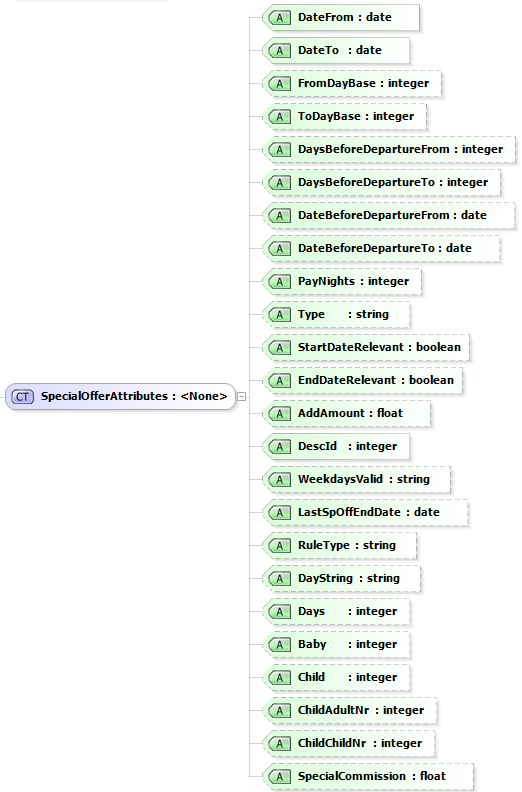 A DateFrom : date
A DateTo : date
A FromDayBase : integer
A ToDayBase : integer
A DaysBeforeDepartureFrom : integer
A DaysBeforeDepartureTo : integer
A DateBeforeDepartureFrom : date
A DateBeforeDepartureTo : date
A PayNights : integer
A Type : string
A StartDateRelevant : boolean
A EndDateRelevant : boolean
CT SpecialOfferAttributes : <None>
A AddAmount : float
A DescId : integer
A WeekdaysValid : string
A LastSpOffEndDate : date
A RuleType : string
A DayString : string
A Days : integer
A Baby : integer
A Child : integer
A ChildAdultNr : integer
A ChildChildNr : integer
A SpecialCommission : float